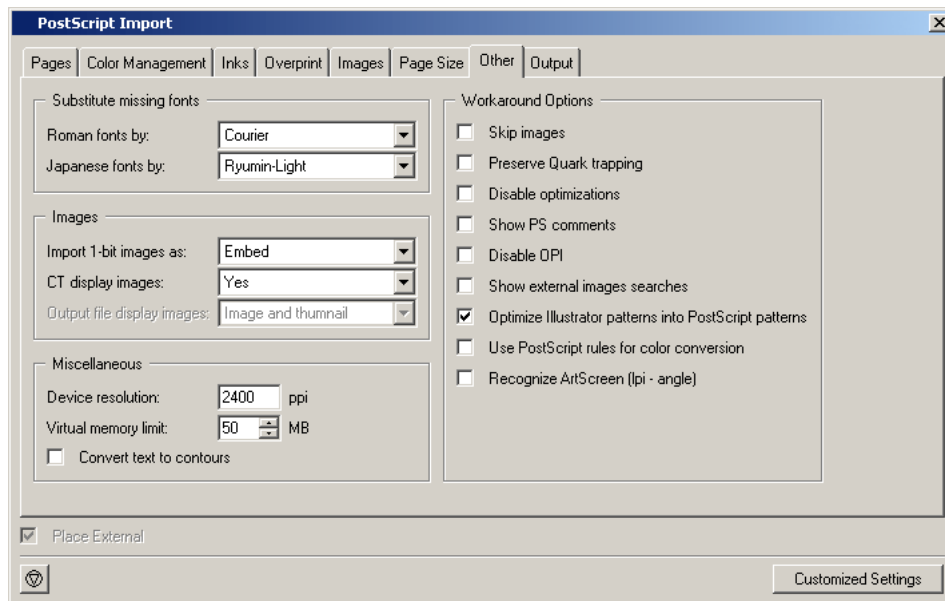 PostScript Import
Pages Color Management Inks Overprint Images Page Size Other Output
Substitute missing fonts
Roman fonts by: Courier
Japanese fonts by: Ryumin-Light
Images
Import 1-bit images as: Embed
CT display images: Yes
Output file display images: Image and thumnail
Miscellaneous
Device resolution: 2400 ppi
Virtual memory limit: 50 MB
Convert text to contours
Workaround Options
Skip images
Preserve Quark trapping
Disable optimizations
Show PS comments
Disable OPI
Show external images searches
Optimize Illustrator patterns into PostScript patterns
Use PostScript rules for color conversion
Recognize ArtScreen (lpi - angle)
Place External
Customized Settings